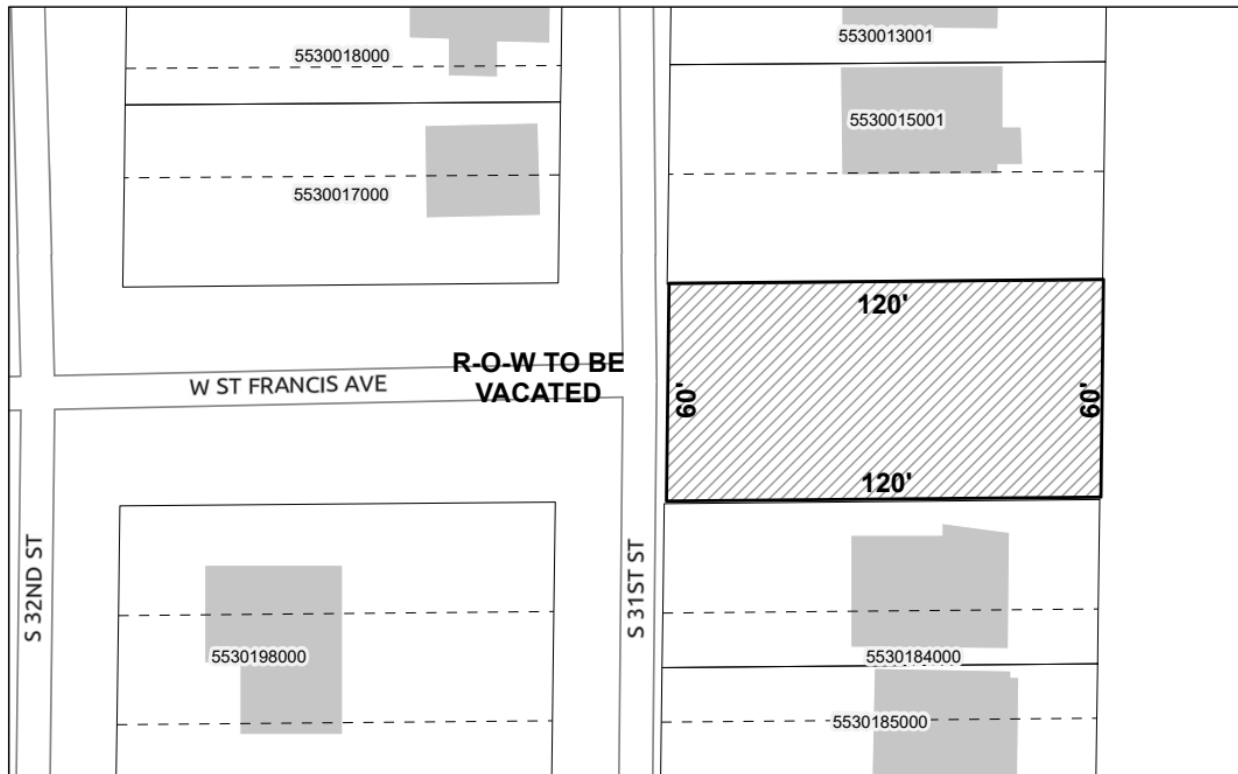 5530018000
5530013001
5530015001
5530017000
120'
R-O-W TO BE
VACATED
W ST FRANCIS AVE
60'
60'
120'
S 32ND ST
S 31ST ST
5530198000
5530184000
5530185000